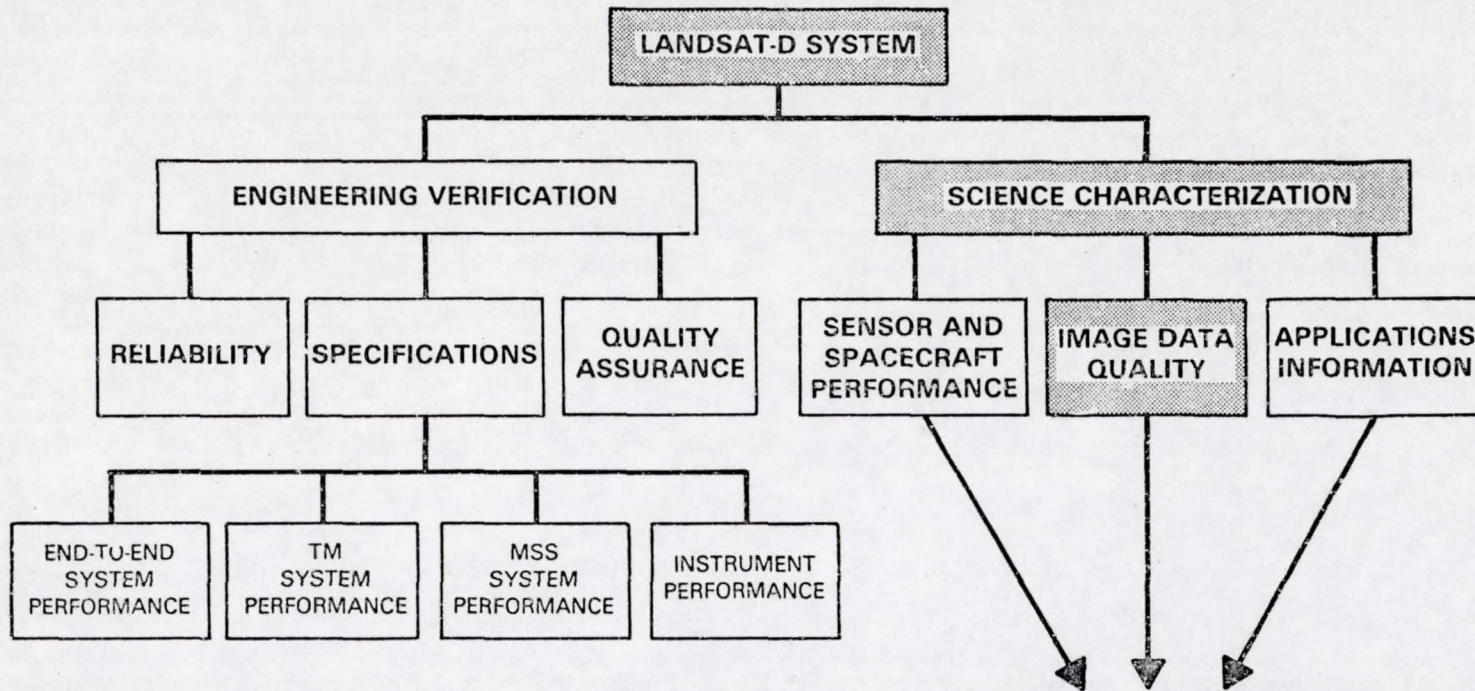 LANDSAT-D SYSTEM
ENGINEERING VERIFICATION
SCIENCE CHARACTERIZATION
RELIABILITY
SPECIFICATIONS
QUALITY
ASSURANCE
SENSOR AND
SPACECRAFT
PERFORMANCE
IMAGE DATA
QUALITY
APPLICATIONS
INFORMATION
END-TO-END
SYSTEM
PERFORMANCE
TM
SYSTEM
PERFORMANCE
MSS
SYSTEM
PERFORMANCE
INSTRUMENT
PERFORMANCE